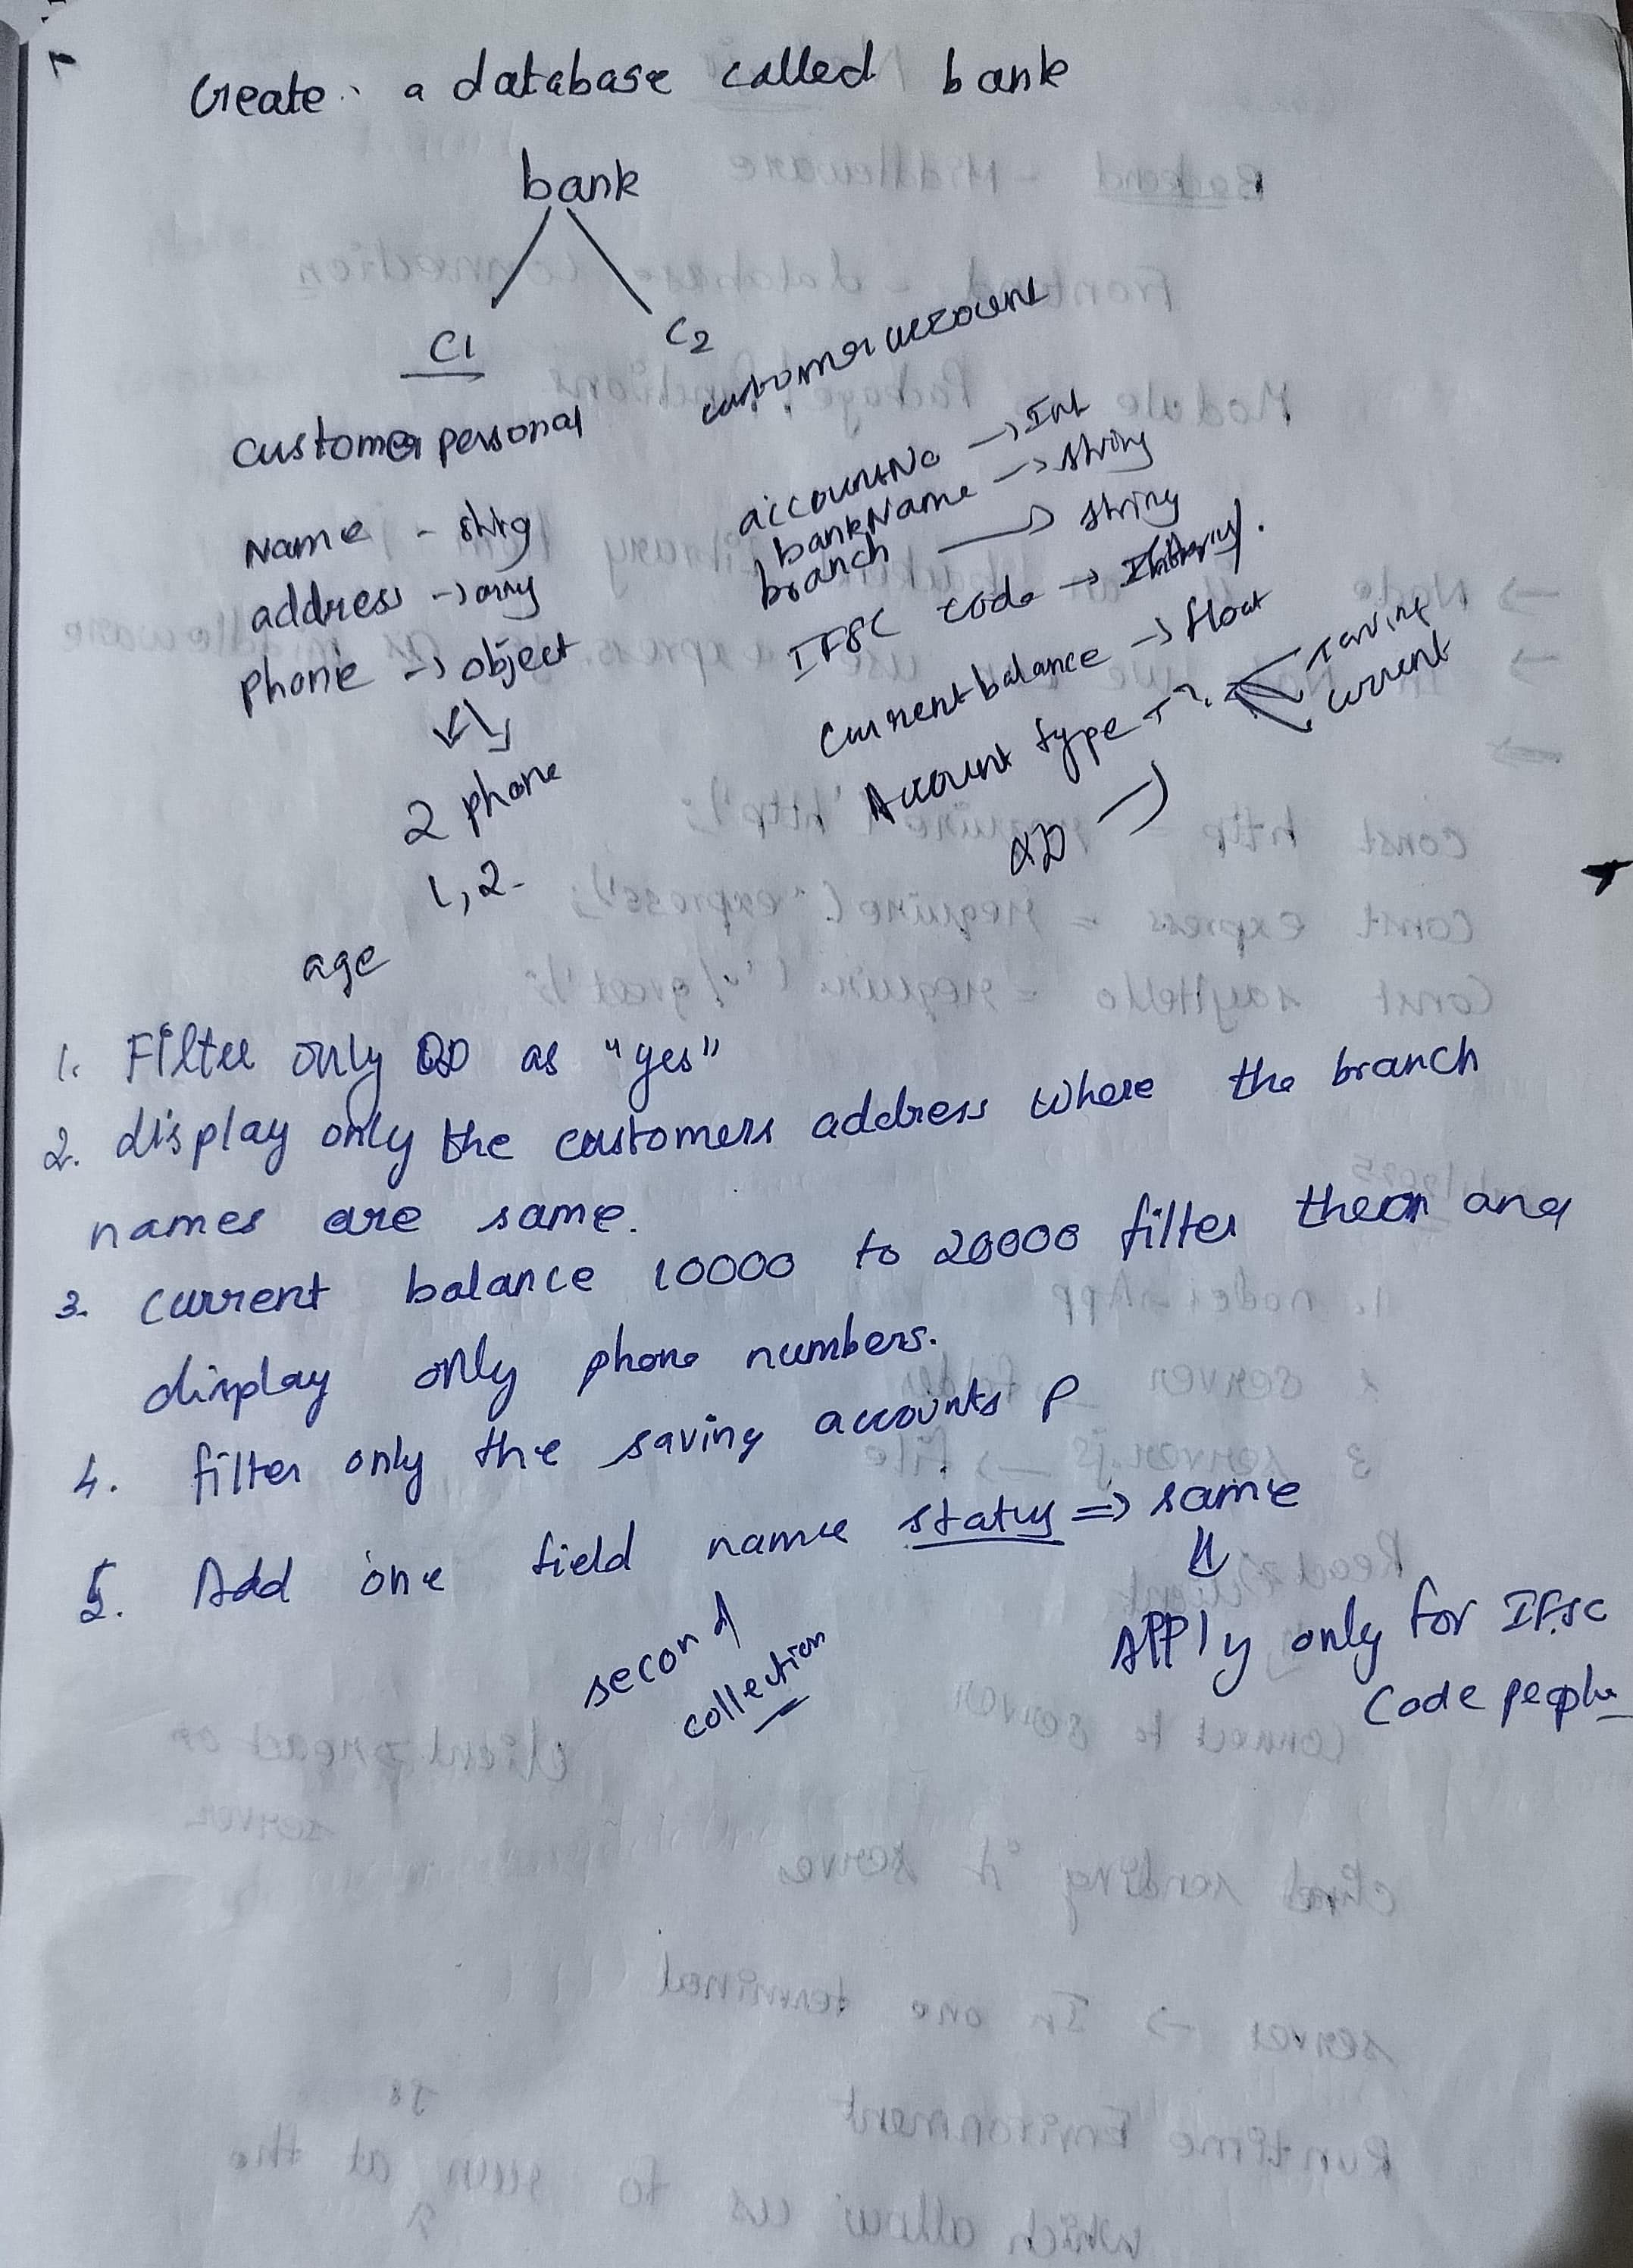 Create a database called bank
bank
C1
C2
customer personal
customer account
Name - string
address → array
phone → object
2 phone
1, 2
age
accountNo → Int
bankName → string
branch → string
IFSC code →
Current balance → float
Account type → saving
current
1. Filter only OD as "yes"
2. display only the customers address where the branch
names are same.
3. current balance 10000 to 20000 filter them and
display only phone numbers.
4. filter only the saving accounts P
5. Add one field name status => same
second
collection
Apply only for IFSC
Code people